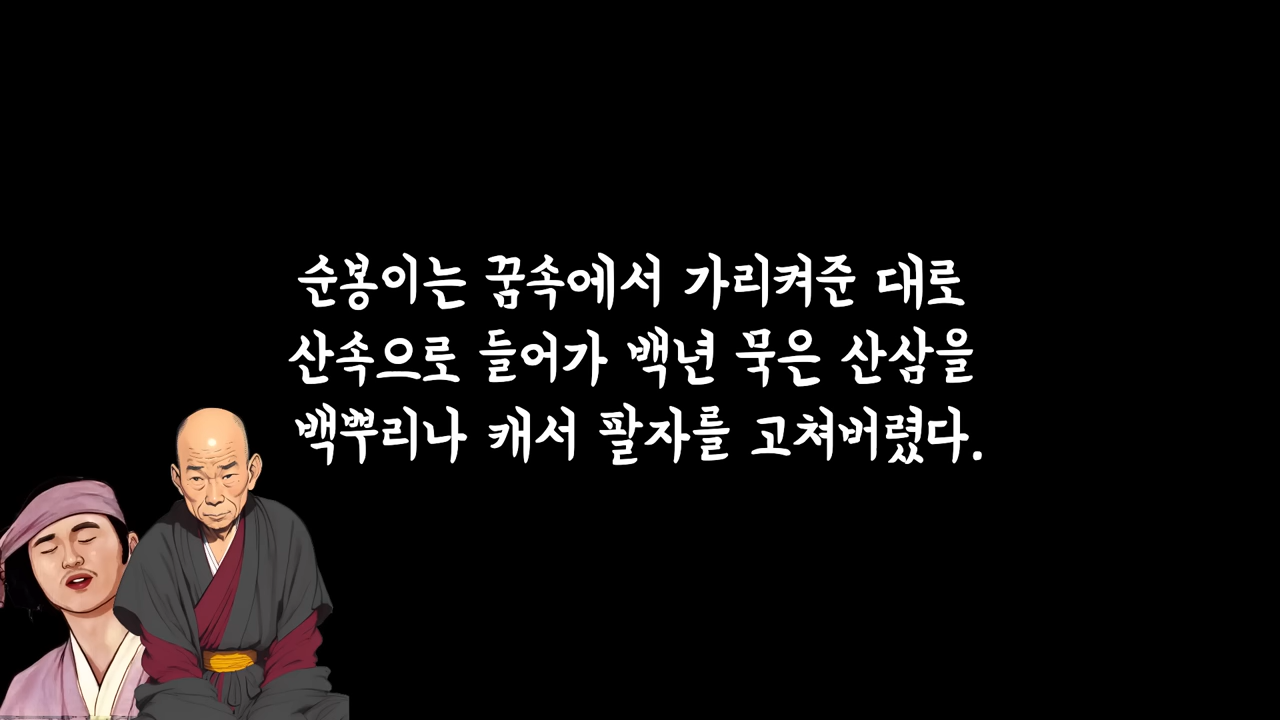 순봉이는 꿈속에서 가리켜준 대로
산속으로 들어가 백년 묵은 산삼을
백뿌리나 캐서 팔자를 고쳐버렸다.